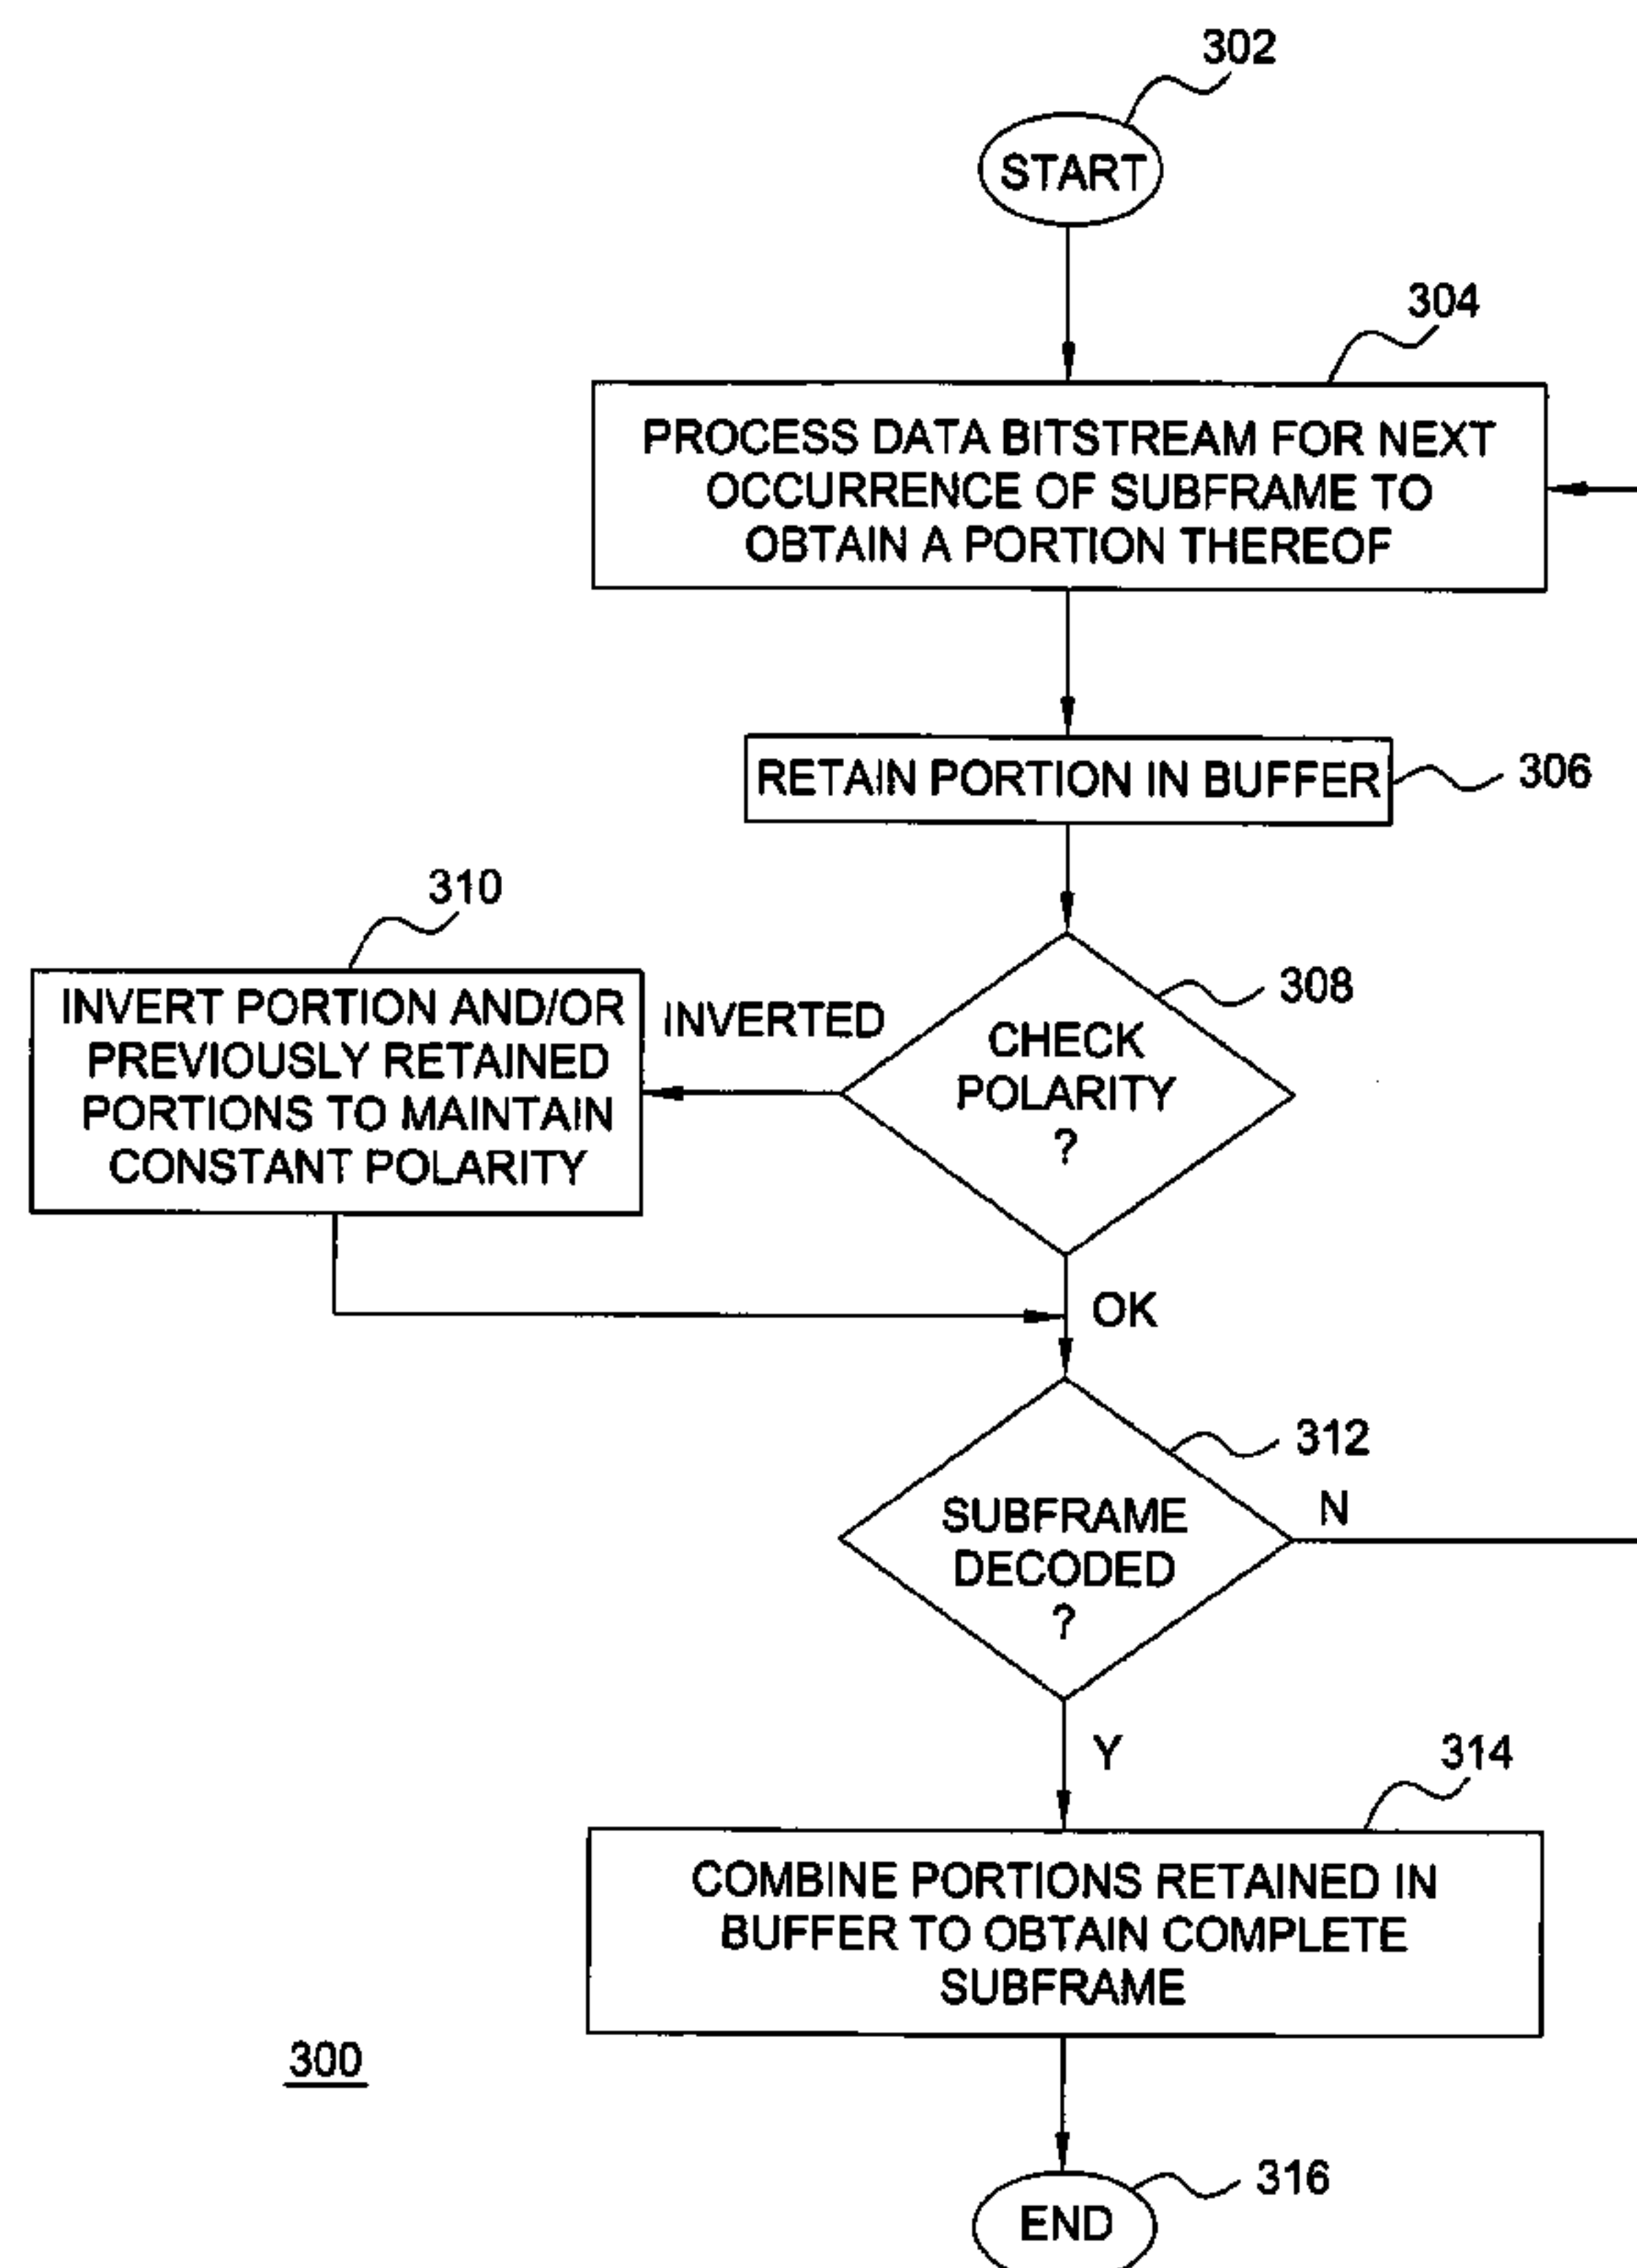 302
START
304
PROCESS DATA BITSTREAM FOR NEXT
OCCURRENCE OF SUBFRAME TO
OBTAIN A PORTION THEREOF
RETAIN PORTION IN BUFFER
306
310
INVERT PORTION AND/OR
PREVIOUSLY RETAINED
PORTIONS TO MAINTAIN
CONSTANT POLARITY
INVERTED
308
CHECK
POLARITY
?
OK
312
SUBFRAME
DECODED
?
N
Y
314
COMBINE PORTIONS RETAINED IN
BUFFER TO OBTAIN COMPLETE
SUBFRAME
300
316
END